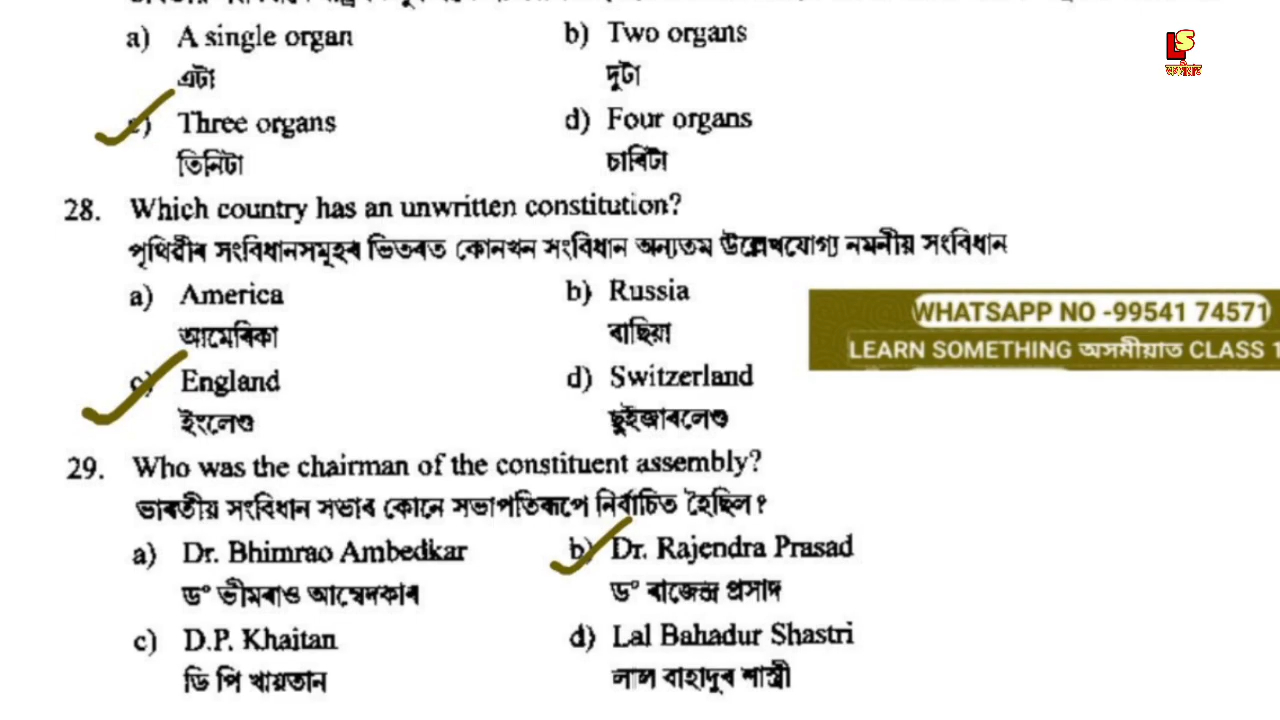 a) A single organ
b) Two organs
এটা
দুটা
c) Three organs
d) Four organs
তিনিটা
চাৰিটা
28. Which country has an unwritten constitution?
পৃথিৱীৰ সংবিধানসমূহৰ ভিতৰত কোনখন সংবিধান অন্যতম উল্লেখযোগ্য নমনীয় সংবিধান
a) America
b) Russia
আমেৰিকা
ৰাছিয়া
WHATSAPP NO -99541 74571
LEARN SOMETHING অসমীয়াত CLASS 1
c) England
d) Switzerland
ইংলেণ্ড
ছুইজাৰলেণ্ড
29. Who was the chairman of the constituent assembly?
ভাৰতীয় সংবিধান সভাৰ কোনে সভাপতিৰূপে নিৰ্বাচিত হৈছিল?
a) Dr. Bhimrao Ambedkar
b) Dr. Rajendra Prasad
ড° ভীমৰাও আম্বেদকাৰ
ড° ৰাজেন্দ্ৰ প্ৰসাদ
c) D.P. Khaitan
d) Lal Bahadur Shastri
ডি পি খায়তান
লাল বাহাদুৰ শাস্ত্ৰী
LS